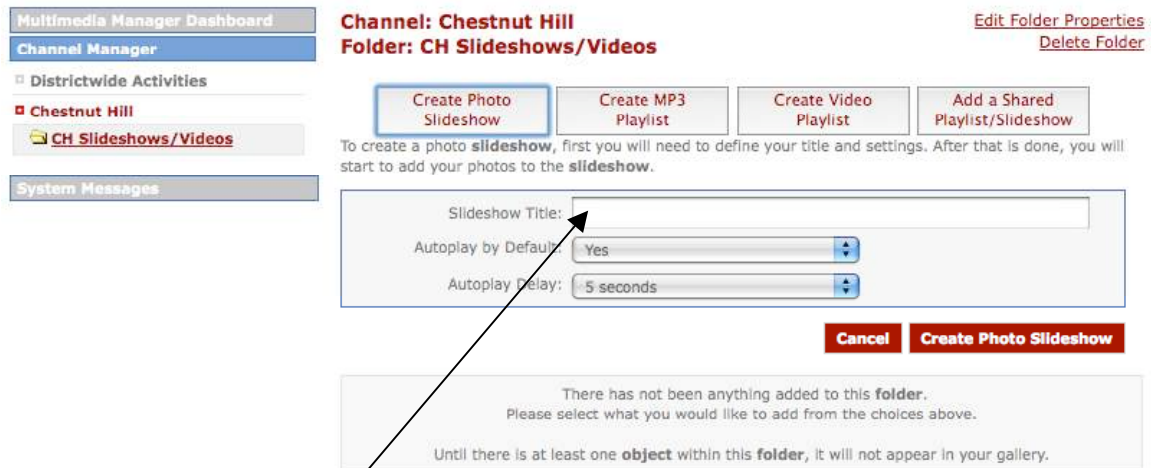 Multimedia Manager Dashboard
Channel Manager
Districtwide Activities
Chestnut Hill
CH Slideshows/Videos
System Messages
Channel: Chestnut Hill
Folder: CH Slideshows/Videos
Edit Folder Properties
Delete Folder
Create Photo
Slideshow
Create MP3
Playlist
Create Video
Playlist
Add a Shared
Playlist/Slideshow
To create a photo slideshow, first you will need to define your title and settings. After that is done, you will
start to add your photos to the slideshow.
Slideshow Title:
Autoplay by Default: Yes
Autoplay Delay: 5 seconds
Cancel
Create Photo Slideshow
There has not been anything added to this folder.
Please select what you would like to add from the choices above.
Until there is at least one object within this folder, it will not appear in your gallery.